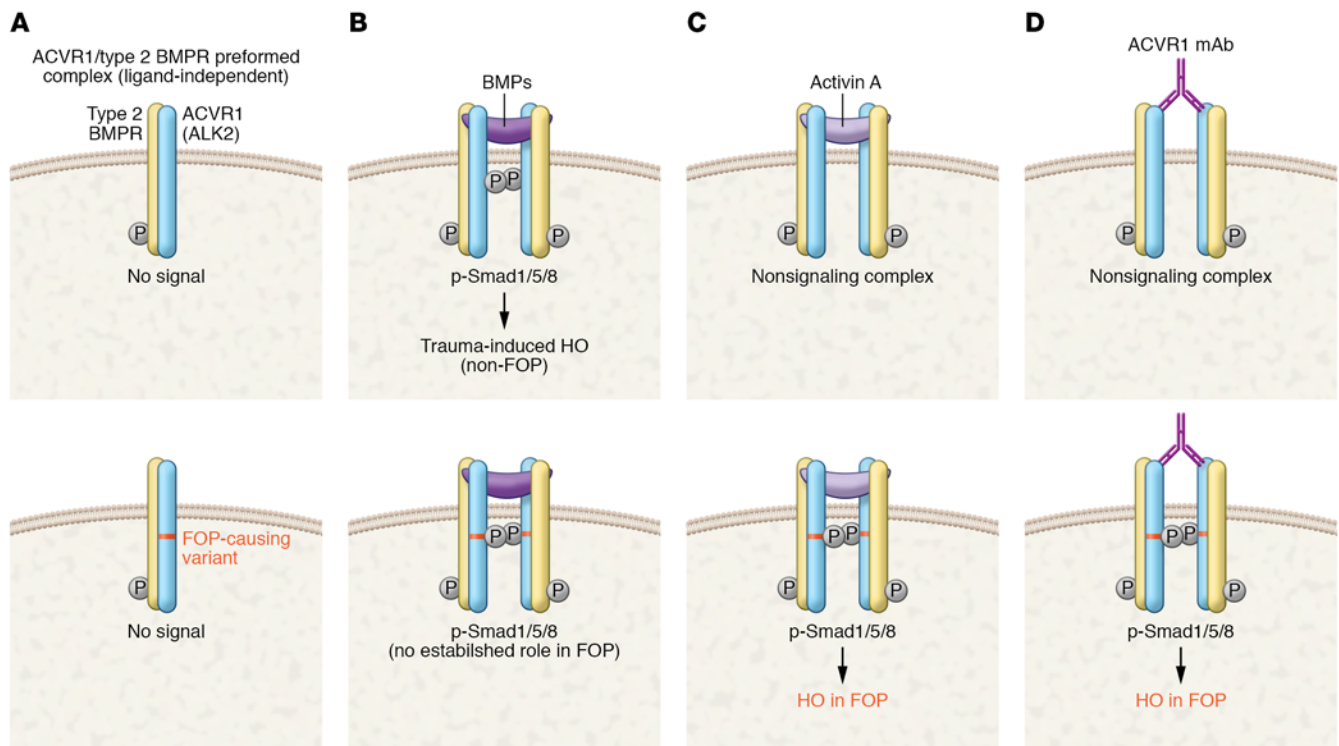 A
ACVR1/type 2 BMPR preformed
complex (ligand-independent)
Type 2
BMPR
ACVR1
(ALK2)
P
No signal
B
BMPs
P P
P
P
p-Smad1/5/8
Trauma-induced HO
(non-FOP)
C
Activin A
P
P
Nonsignaling complex
D
ACVR1 mAb
P
P
Nonsignaling complex
FOP-causing
variant
P
No signal
P P
P
P
p-Smad1/5/8
(no estabilshed role in FOP)
P P
P
P
p-Smad1/5/8
HO in FOP
P P
P
P
p-Smad1/5/8
HO in FOP